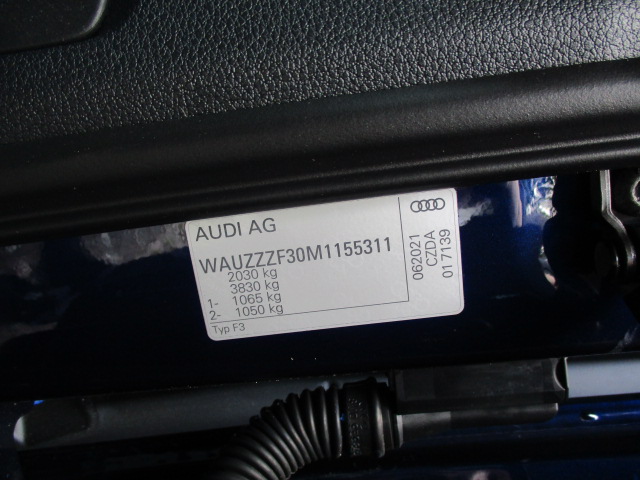 AUDI AG
WAUZZZF30M1155311
2030 kg
3830 kg
1- 1065 kg
2- 1050 kg
Typ F3
062021
CZDA
017139